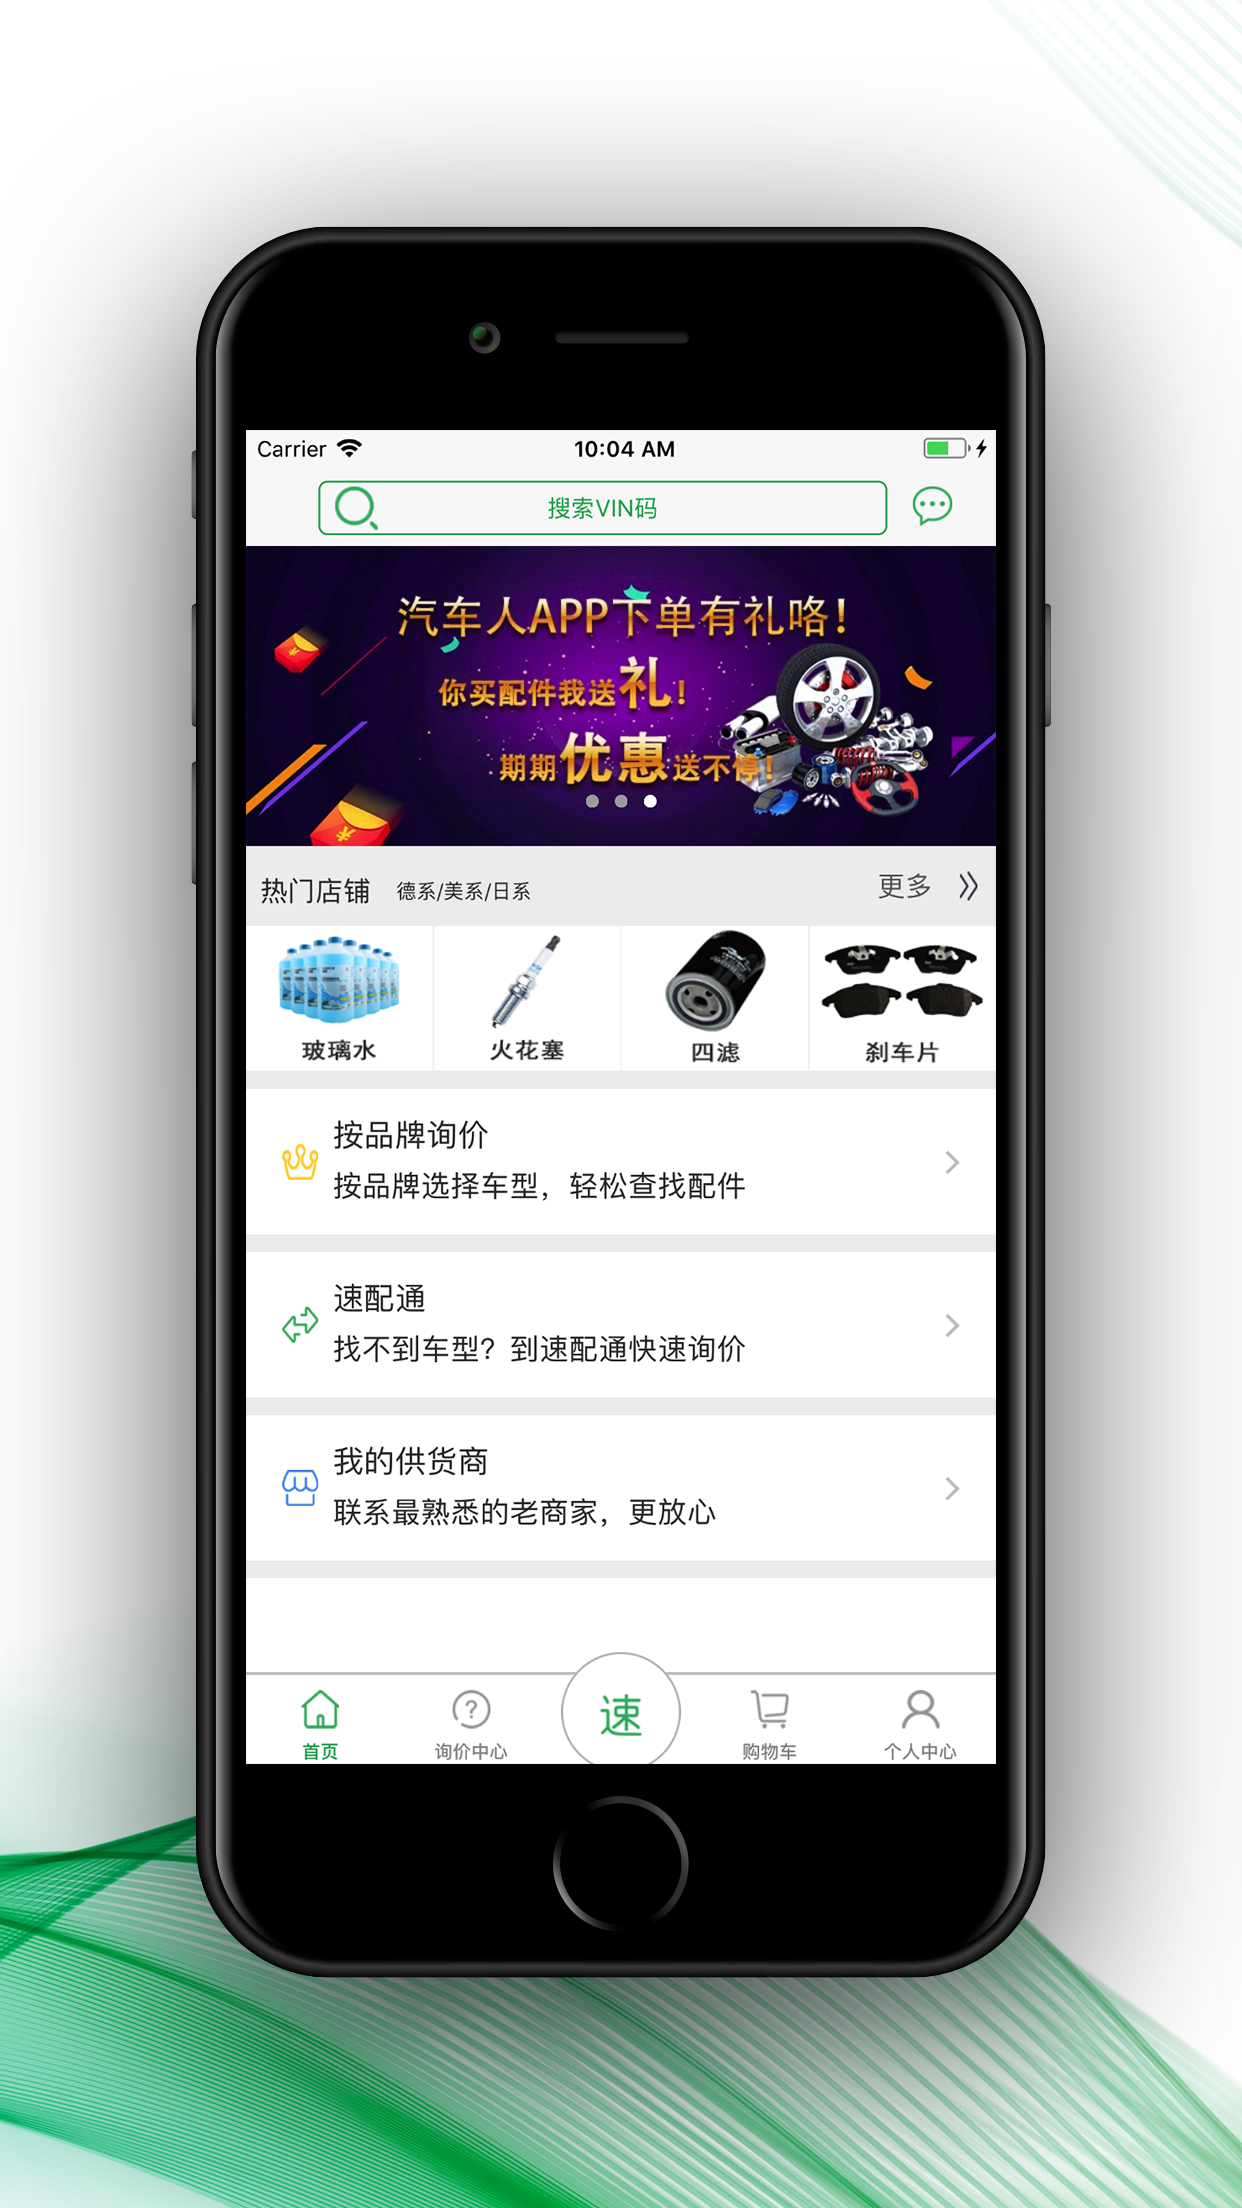 Carrier 10:04 AM
搜索VIN码
汽车人APP下单有礼咯!
你买配件我送礼!
期期优惠送不停!
热门店铺 德系/美系/日系 更多
玻璃水 火花塞 四滤 刹车片
按品牌询价
按品牌选择车型，轻松查找配件
速配通
找不到车型？到速配通快速询价
我的供货商
联系最熟悉的老商家，更放心
速
首页 询价中心 购物车 个人中心